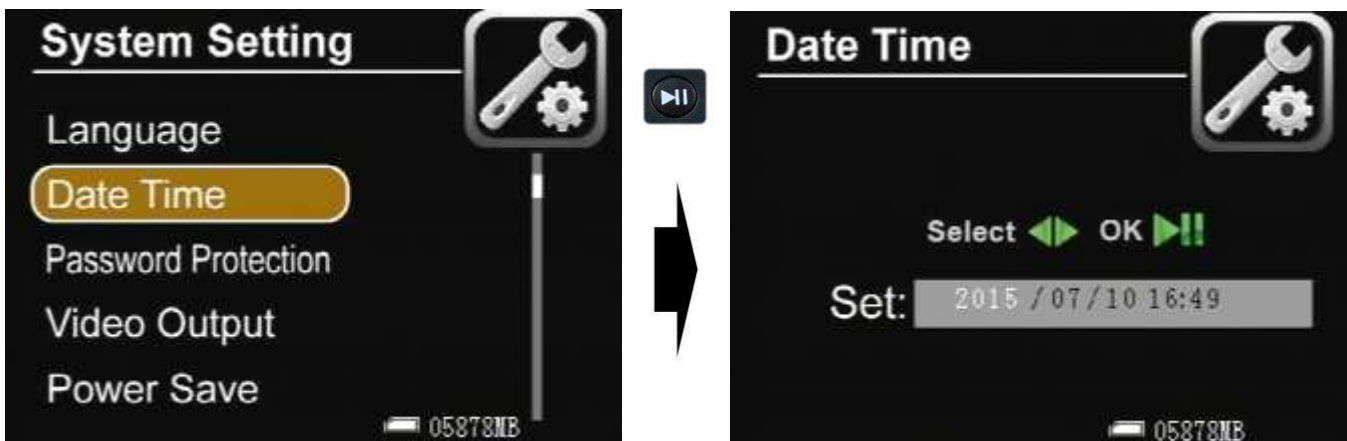 System Setting
Language
Date Time
Password Protection
Video Output
Power Save
05878MB
Date Time
Select OK
Set: 2015/07/10 16:49
05878MB